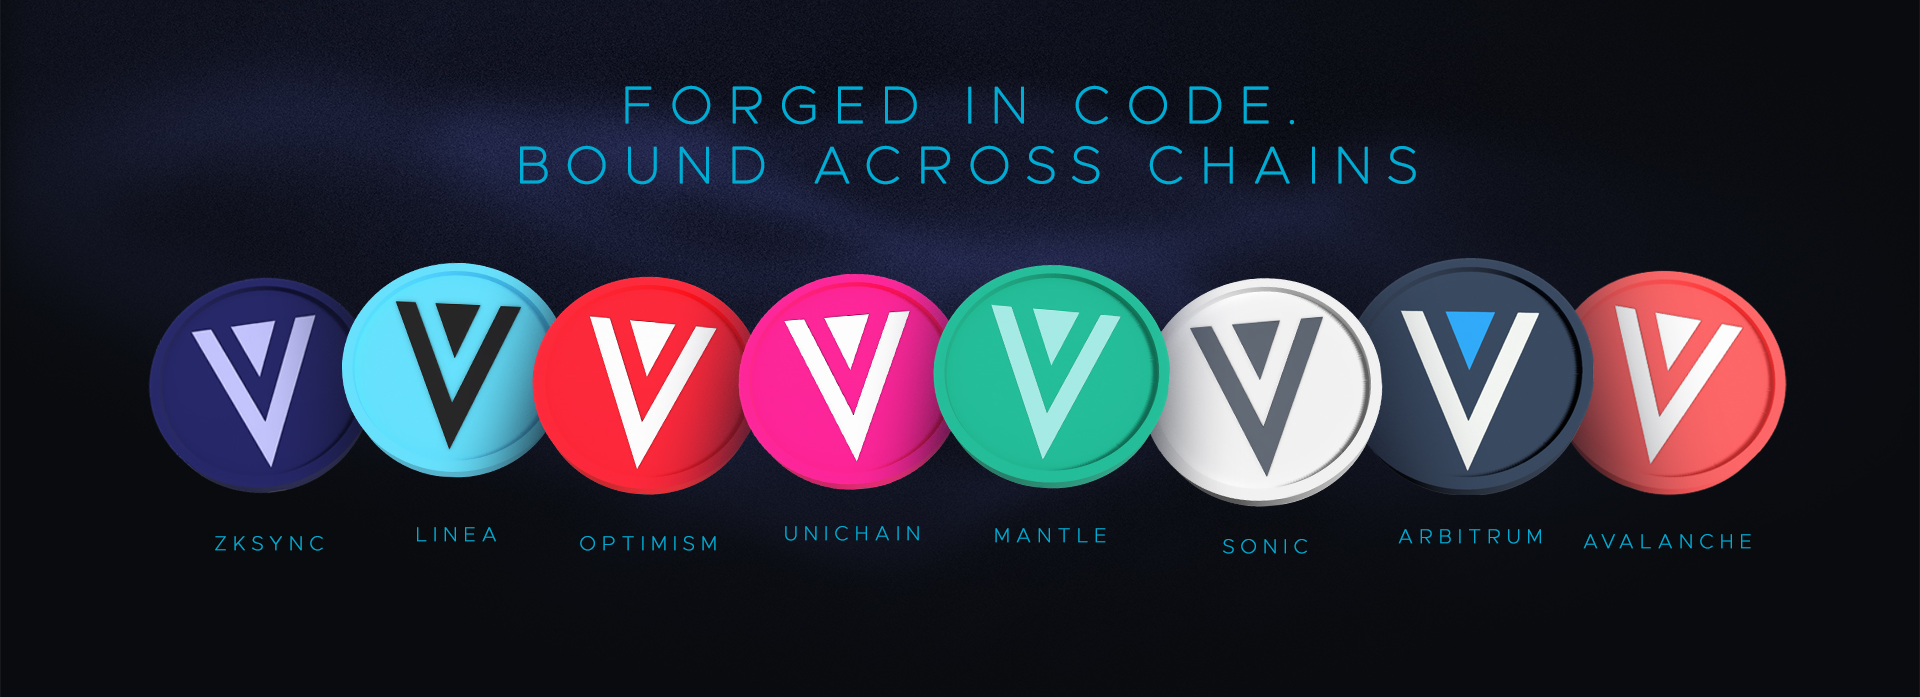 FORGED IN CODE.
BOUND ACROSS CHAINS
ZKSYNC
LINEA
OPTIMISM
UNICHAIN
MANTLE
SONIC
ARBITRUM
AVALANCHE